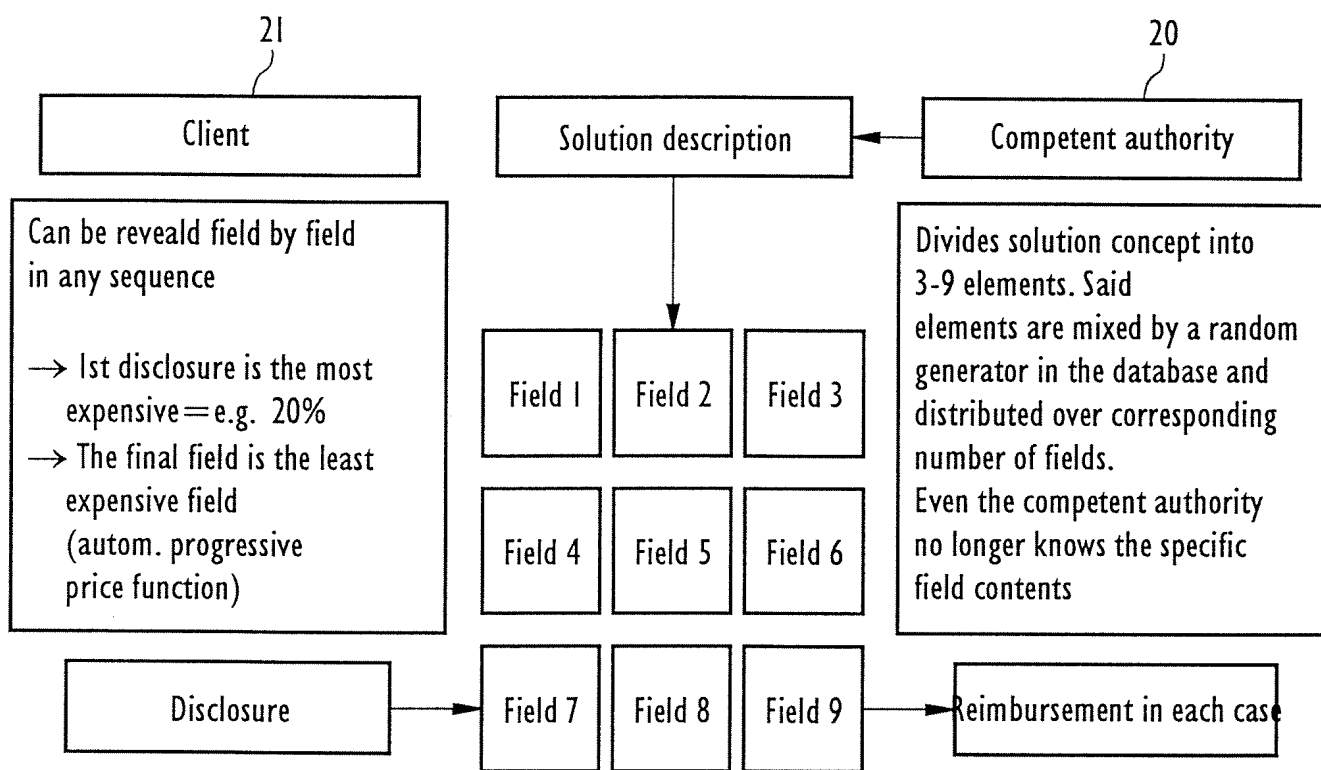 21
20
Client
Solution description
Competent authority
Can be reveald field by field
in any sequence
→ 1st disclosure is the most
expensive=e.g. 20%
→ The final field is the least
expensive field
(autom. progressive
price function)
Field 1
Field 2
Field 3
Field 4
Field 5
Field 6
Field 7
Field 8
Field 9
Divides solution concept into
3-9 elements. Said
elements are mixed by a random
generator in the database and
distributed over corresponding
number of fields.
Even the competent authority
no longer knows the specific
field contents
Disclosure
Reimbursement in each case